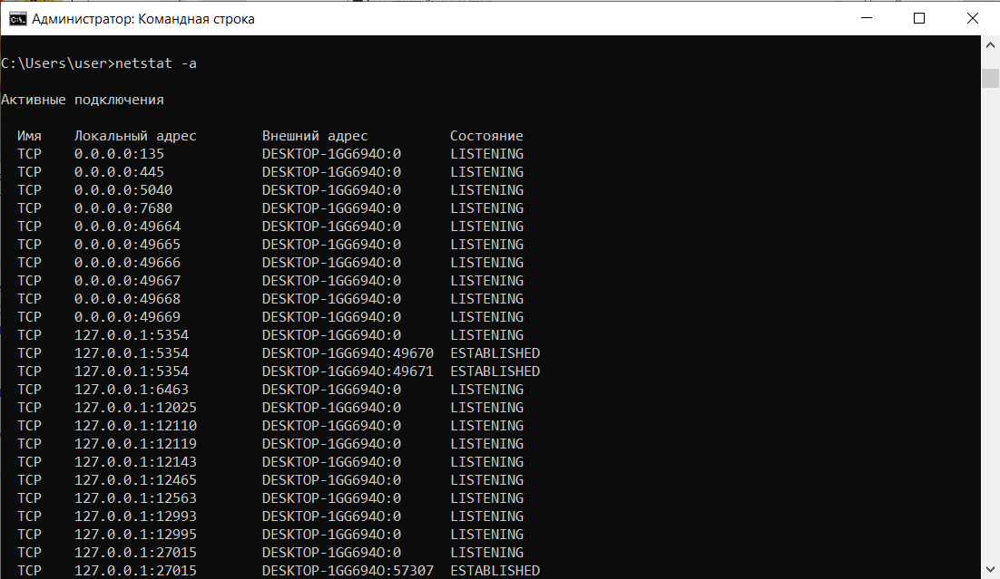 Администратор: Командная строка
C:\Users\user>netstat -a
Активные подключения
Имя Локальный адрес Внешний адрес Состояние
TCP 0.0.0.0:135 DESKTOP-1GG694O:0 LISTENING
TCP 0.0.0.0:445 DESKTOP-1GG694O:0 LISTENING
TCP 0.0.0.0:5040 DESKTOP-1GG694O:0 LISTENING
TCP 0.0.0.0:7680 DESKTOP-1GG694O:0 LISTENING
TCP 0.0.0.0:49664 DESKTOP-1GG694O:0 LISTENING
TCP 0.0.0.0:49665 DESKTOP-1GG694O:0 LISTENING
TCP 0.0.0.0:49666 DESKTOP-1GG694O:0 LISTENING
TCP 0.0.0.0:49667 DESKTOP-1GG694O:0 LISTENING
TCP 0.0.0.0:49668 DESKTOP-1GG694O:0 LISTENING
TCP 0.0.0.0:49669 DESKTOP-1GG694O:0 LISTENING
TCP 127.0.0.1:5354 DESKTOP-1GG694O:0 LISTENING
TCP 127.0.0.1:5354 DESKTOP-1GG694O:49670 ESTABLISHED
TCP 127.0.0.1:5354 DESKTOP-1GG694O:49671 ESTABLISHED
TCP 127.0.0.1:6463 DESKTOP-1GG694O:0 LISTENING
TCP 127.0.0.1:12025 DESKTOP-1GG694O:0 LISTENING
TCP 127.0.0.1:12110 DESKTOP-1GG694O:0 LISTENING
TCP 127.0.0.1:12119 DESKTOP-1GG694O:0 LISTENING
TCP 127.0.0.1:12143 DESKTOP-1GG694O:0 LISTENING
TCP 127.0.0.1:12465 DESKTOP-1GG694O:0 LISTENING
TCP 127.0.0.1:12563 DESKTOP-1GG694O:0 LISTENING
TCP 127.0.0.1:12993 DESKTOP-1GG694O:0 LISTENING
TCP 127.0.0.1:12995 DESKTOP-1GG694O:0 LISTENING
TCP 127.0.0.1:27015 DESKTOP-1GG694O:0 LISTENING
TCP 127.0.0.1:27015 DESKTOP-1GG694O:57307 ESTABLISHED